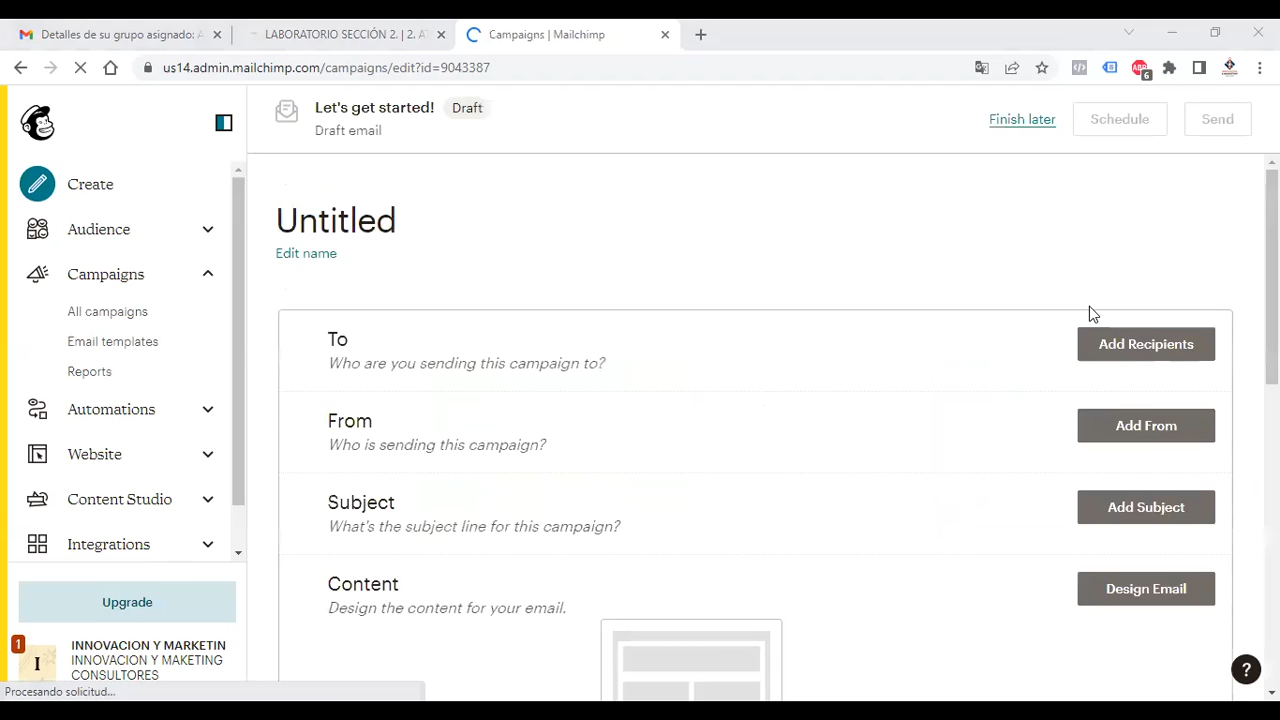 Detalles de su grupo asignado: A
LABORATORIO SECCIÓN 2. | 2. AT
Campaigns | Mailchimp
us14.admin.mailchimp.com/campaigns/edit?id=9043387
ABP
6
Let's get started!
Draft
Draft email
Finish later
Schedule
Send
Create
Audience
Campaigns
All campaigns
Email templates
Reports
Automations
Website
Content Studio
Integrations
Upgrade
1
I
INNOVACION Y MARKETIN
INNOVACION Y MAKETING
CONSULTORES
Procesando solicitud...
Untitled
Edit name
To
Who are you sending this campaign to?
Add Recipients
From
Who is sending this campaign?
Add From
Subject
What's the subject line for this campaign?
Add Subject
Content
Design the content for your email.
Design Email
?